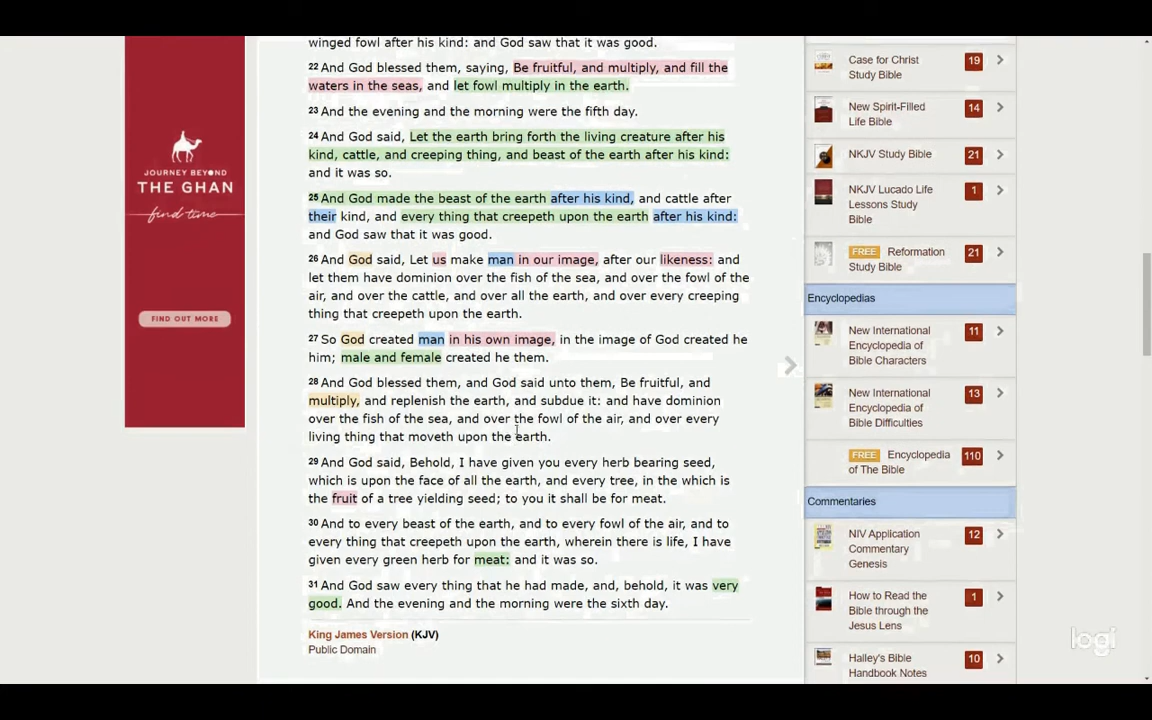 JOURNEY BEYOND
THE GHAN
find time
FIND OUT MORE
winged fowl after his kind: and God saw that it was good.
22 And God blessed them, saying, Be fruitful, and multiply, and fill the
waters in the seas, and let fowl multiply in the earth.
23 And the evening and the morning were the fifth day.
24 And God said, Let the earth bring forth the living creature after his
kind, cattle, and creeping thing, and beast of the earth after his kind:
and it was so.
25 And God made the beast of the earth after his kind, and cattle after
their kind, and every thing that creepeth upon the earth after his kind:
and God saw that it was good.
26 And God said, Let us make man in our image, after our likeness: and
let them have dominion over the fish of the sea, and over the fowl of the
air, and over the cattle, and over all the earth, and over every creeping
thing that creepeth upon the earth.
27 So God created man in his own image, in the image of God created he
him; male and female created he them.
28 And God blessed them, and God said unto them, Be fruitful, and
multiply, and replenish the earth, and subdue it: and have dominion
over the fish of the sea, and over the fowl of the air, and over every
living thing that moveth upon the earth.
29 And God said, Behold, I have given you every herb bearing seed,
which is upon the face of all the earth, and every tree, in the which is
the fruit of a tree yielding seed; to you it shall be for meat.
30 And to every beast of the earth, and to every fowl of the air, and to
every thing that creepeth upon the earth, wherein there is life, I have
given every green herb for meat: and it was so.
31 And God saw every thing that he had made, and, behold, it was very
good. And the evening and the morning were the sixth day.
King James Version (KJV)
Public Domain
Case for Christ 19
Study Bible
New Spirit-Filled 14
Life Bible
NKJV Study Bible 21
NKJV Lucado Life 1
Lessons Study
Bible
FREE Reformation 21
Study Bible
Encyclopedias
New International 11
Encyclopedia of
Bible Characters
New International 13
Encyclopedia of
Bible Difficulties
FREE Encyclopedia 110
of The Bible
Commentaries
NIV Application 12
Commentary
Genesis
How to Read the 1
Bible through the
Jesus Lens
Halley's Bible 10
Handbook Notes
logi